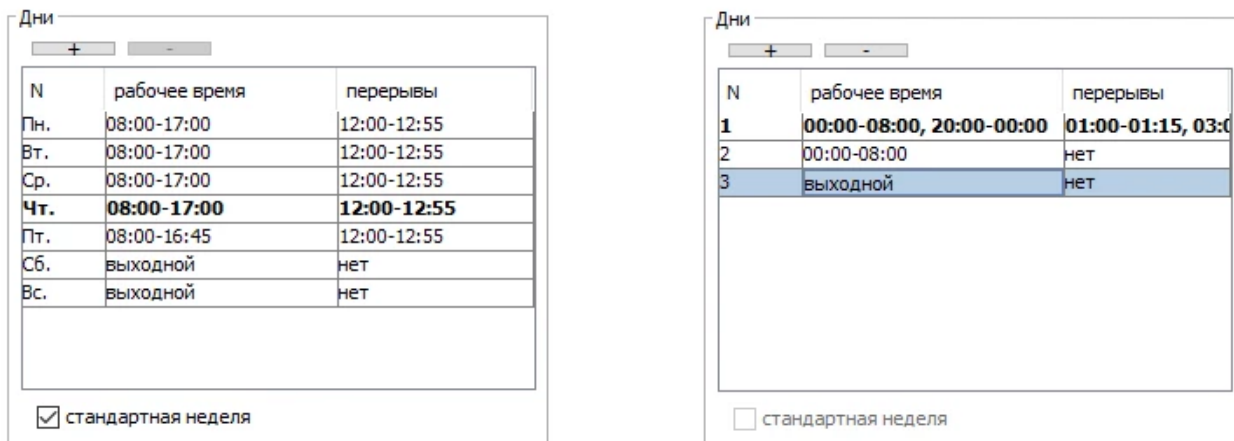 Дни
+ -
N рабочее время перерывы
Пн. 08:00-17:00 12:00-12:55
Вт. 08:00-17:00 12:00-12:55
Ср. 08:00-17:00 12:00-12:55
Чт. 08:00-17:00 12:00-12:55
Пт. 08:00-16:45 12:00-12:55
Сб. выходной нет
Вс. выходной нет
стандартная неделя
Дни
+ -
N рабочее время перерывы
1 00:00-08:00, 20:00-00:00 01:00-01:15, 03:0
2 00:00-08:00 нет
3 выходной нет
стандартная неделя